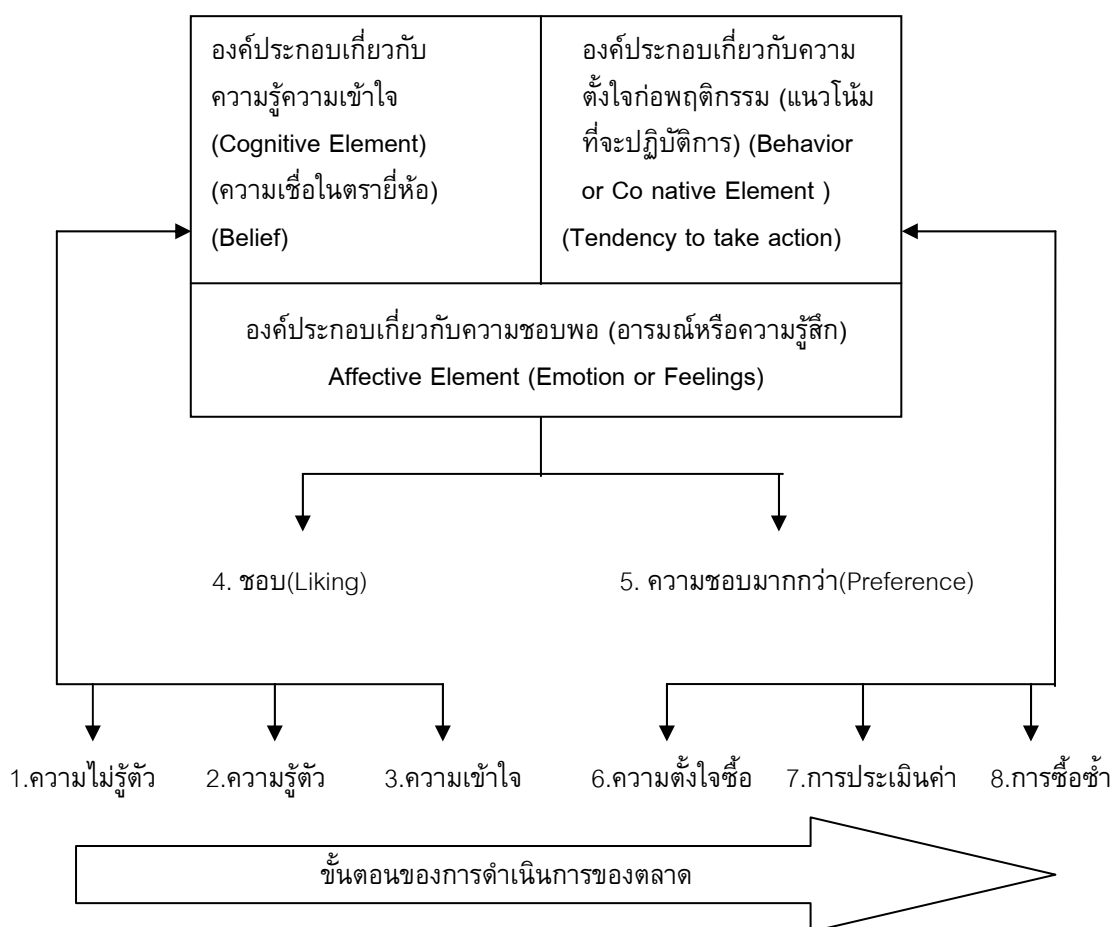 องค์ประกอบเกี่ยวกับ
ความรู้ความเข้าใจ
(Cognitive Element)
(ความเชื่อในตรายี่ห้อ)
(Belief)
องค์ประกอบเกี่ยวกับความ
ตั้งใจก่อพฤติกรรม (แนวโน้ม
ที่จะปฏิบัติการ) (Behavior
or Co native Element )
(Tendency to take action)
องค์ประกอบเกี่ยวกับความชอบพอ (อารมณ์หรือความรู้สึก)
Affective Element (Emotion or Feelings)
4. ชอบ(Liking)
5. ความชอบมากกว่า(Preference)
1.ความไม่รู้ตัว
2.ความรู้ตัว
3.ความเข้าใจ
6.ความตั้งใจซื้อ
7.การประเมินค่า
8.การซื้อซ้ำ
ขั้นตอนของการดำเนินการของตลาด